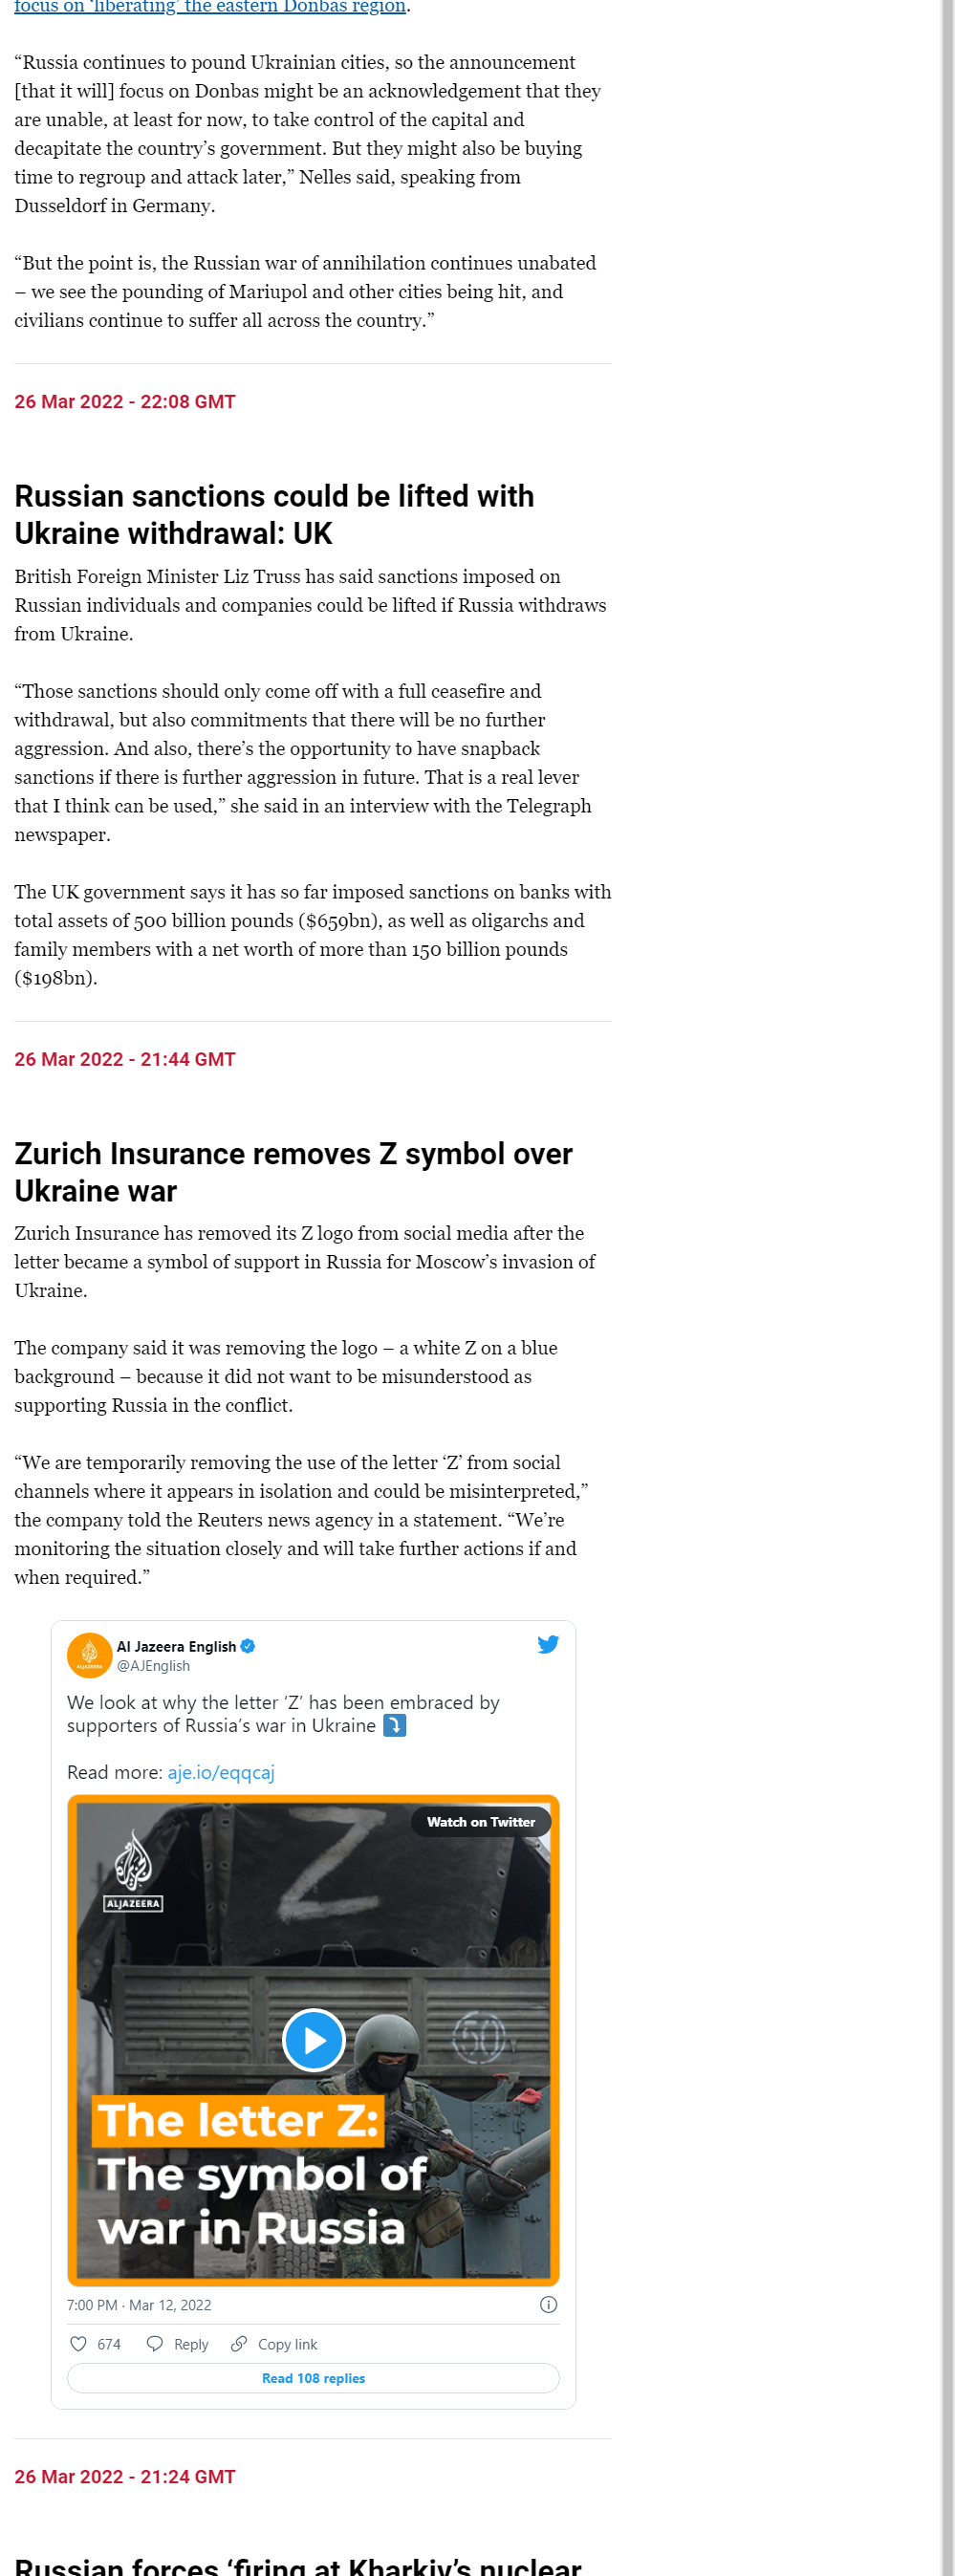 focus on ‘liberating’ the eastern Donbas region.
“Russia continues to pound Ukrainian cities, so the announcement
[that it will] focus on Donbas might be an acknowledgement that they
are unable, at least for now, to take control of the capital and
decapitate the country’s government. But they might also be buying
time to regroup and attack later,” Nelles said, speaking from
Dusseldorf in Germany.
“But the point is, the Russian war of annihilation continues unabated
– we see the pounding of Mariupol and other cities being hit, and
civilians continue to suffer all across the country.”
26 Mar 2022 - 22:08 GMT
Russian sanctions could be lifted with
Ukraine withdrawal: UK
British Foreign Minister Liz Truss has said sanctions imposed on
Russian individuals and companies could be lifted if Russia withdraws
from Ukraine.
“Those sanctions should only come off with a full ceasefire and
withdrawal, but also commitments that there will be no further
aggression. And also, there’s the opportunity to have snapback
sanctions if there is further aggression in future. That is a real lever
that I think can be used,” she said in an interview with the Telegraph
newspaper.
The UK government says it has so far imposed sanctions on banks with
total assets of 500 billion pounds ($659bn), as well as oligarchs and
family members with a net worth of more than 150 billion pounds
($198bn).
26 Mar 2022 - 21:44 GMT
Zurich Insurance removes Z symbol over
Ukraine war
Zurich Insurance has removed its Z logo from social media after the
letter became a symbol of support in Russia for Moscow’s invasion of
Ukraine.
The company said it was removing the logo – a white Z on a blue
background – because it did not want to be misunderstood as
supporting Russia in the conflict.
“We are temporarily removing the use of the letter ‘Z’ from social
channels where it appears in isolation and could be misinterpreted,”
the company told the Reuters news agency in a statement. “We’re
monitoring the situation closely and will take further actions if and
when required.”
Al Jazeera English
@AJEnglish
We look at why the letter ‘Z’ has been embraced by
supporters of Russia’s war in Ukraine ⤵️
Read more: aje.io/eqqcaj
Watch on Twitter
Z
ALJAZEERA
50
The letter Z:
The symbol of
war in Russia
7:00 PM · Mar 12, 2022
674 Reply Copy link
Read 108 replies
26 Mar 2022 - 21:24 GMT
Russian forces ‘firing at Kharkiv’s nuclear